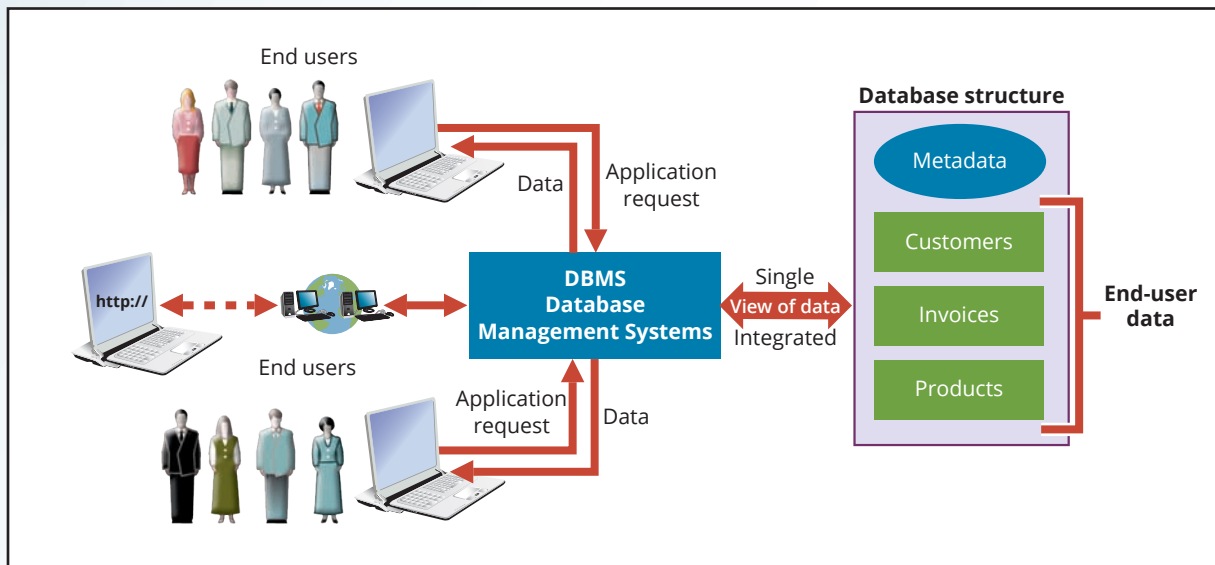 End users
Data
Application
request
http://
End users
Application
request
Data
DBMS
Database
Management Systems
Single
View of data
Integrated
Database structure
Metadata
Customers
Invoices
Products
End-user
data